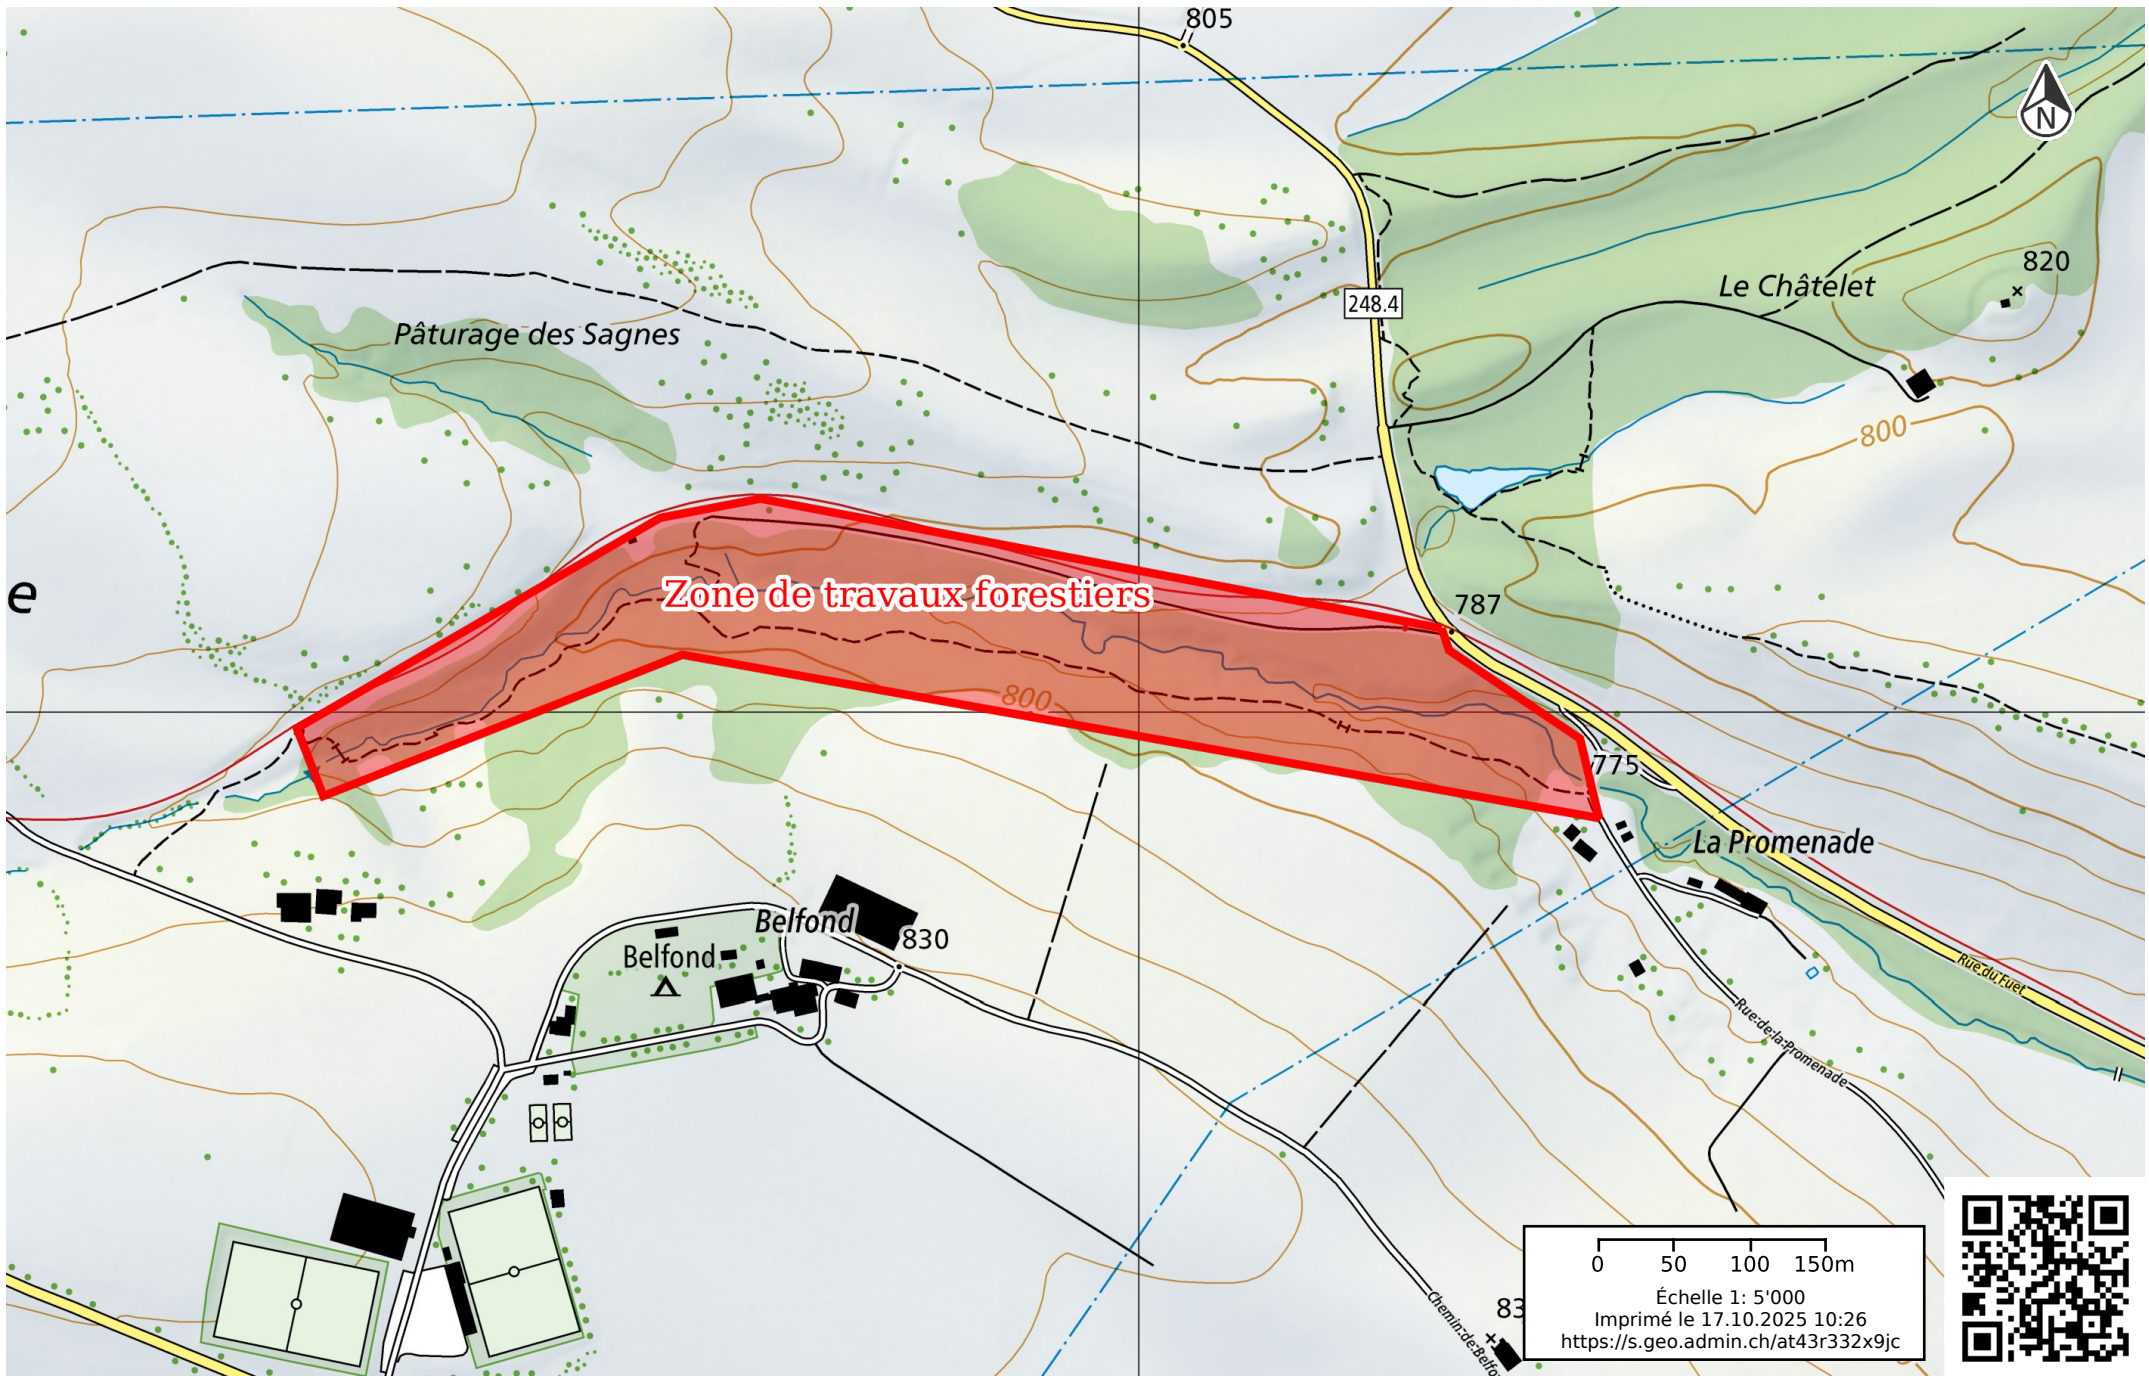 805
N
820
Le Châtelet
248.4
Pâturage des Sagnes
800
e
Zone de travaux forestiers
787
800
775
La Promenade
Belfond
830
Belfond
Rue du Fuet
Rue de la Promenade
Chemin de Belfo
83
0 50 100 150m
Échelle 1: 5'000
Imprimé le 17.10.2025 10:26
https://s.geo.admin.ch/at43r332x9jc